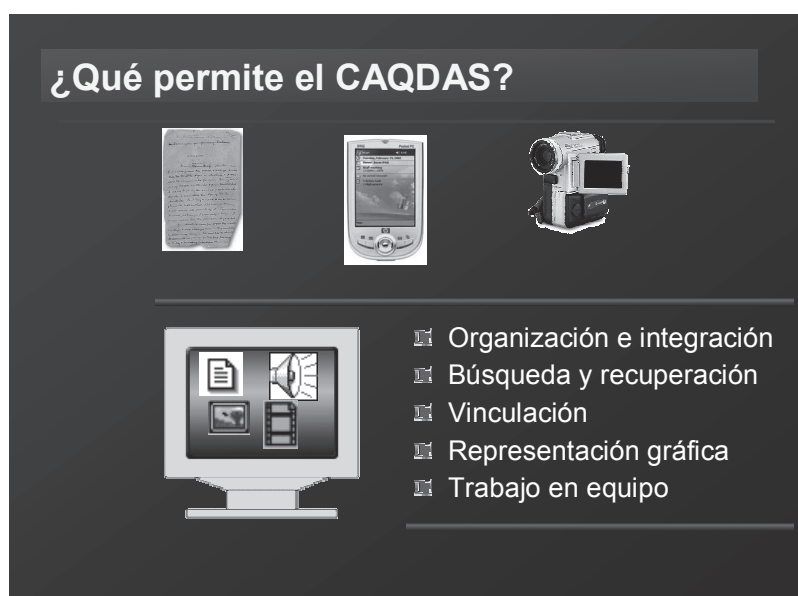 ¿Qué permite el CAQDAS?
Organización e integración
Búsqueda y recuperación
Vinculación
Representación gráfica
Trabajo en equipo